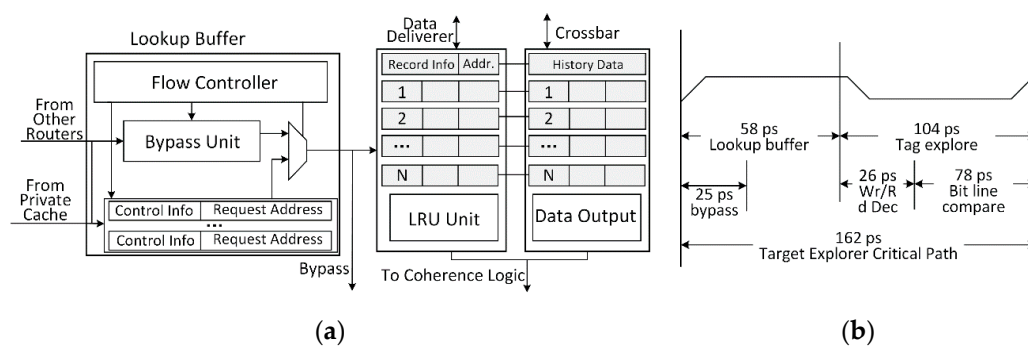 Lookup Buffer
Flow Controller
From
Other
Routers
Bypass Unit
From
Private
Cache
Control Info Request Address
...
Control Info Request Address
Bypass
Data
Deliverer
Crossbar
Record Info Addr.
History Data
1
1
2
2
...
...
N
N
LRU Unit
Data Output
To Coherence Logic
58 ps
Lookup buffer
104 ps
Tag explore
25 ps
bypass
26 ps
Wr/R
d Dec
78 ps
Bit line
compare
162 ps
Target Explorer Critical Path
(a)
(b)